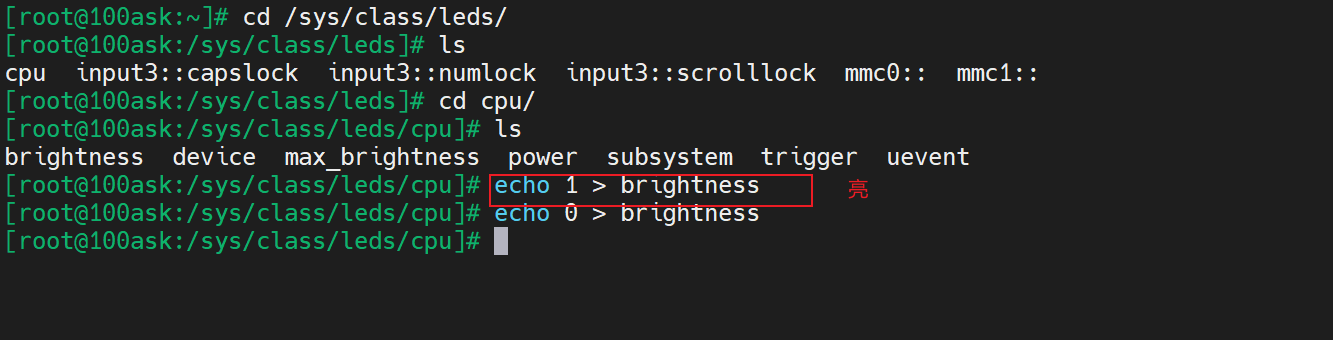 [root@100ask:~]# cd /sys/class/leds/
[root@100ask:/sys/class/leds]# ls
cpu  input3::capslock  input3::numlock  input3::scrolllock  mmc0::  mmc1::
[root@100ask:/sys/class/leds]# cd cpu/
[root@100ask:/sys/class/leds/cpu]# ls
brightness  device  max_brightness  power  subsystem  trigger  uevent
[root@100ask:/sys/class/leds/cpu]# echo 1 > brightness 亮
[root@100ask:/sys/class/leds/cpu]# echo 0 > brightness
[root@100ask:/sys/class/leds/cpu]#